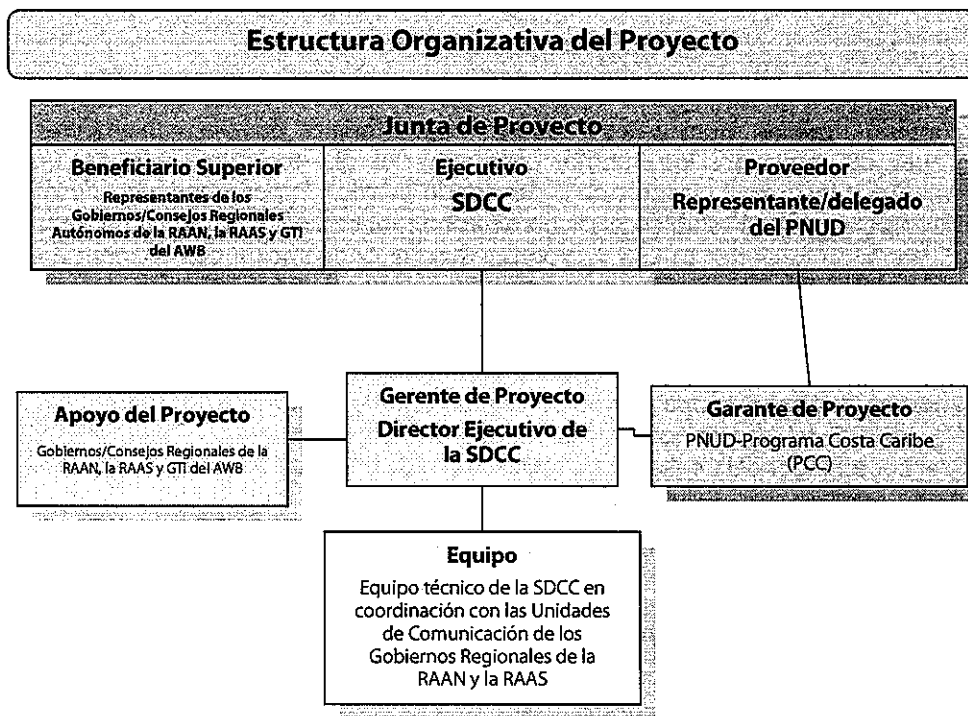 Estructura Organizativa del Proyecto
Junta de Proyecto
Beneficiario Superior
Representantes de los
Gobiernos/Consejos Regionales
Autónomos de la RAAN, la RAAS y GTI
del AWB
Ejecutivo
SDCC
Proveedor
Representante/delegado
del PNUD
Apoyo del Proyecto
Gobiernos/Consejos Regionales de la
RAAN, la RAAS y GTI del AWB
Gerente de Proyecto
Director Ejecutivo de
la SDCC
Garante de Proyecto
PNUD-Programa Costa Caribe
(PCC)
Equipo
Equipo técnico de la SDCC en
coordinación con las Unidades
de Comunicación de los
Gobiernos Regionales de la
RAAN y la RAAS